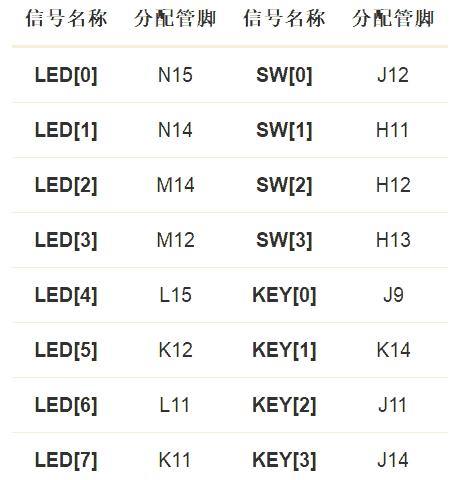 信号名称 分配管脚 信号名称 分配管脚
LED[0] N15 SW[0] J12
LED[1] N14 SW[1] H11
LED[2] M14 SW[2] H12
LED[3] M12 SW[3] H13
LED[4] L15 KEY[0] J9
LED[5] K12 KEY[1] K14
LED[6] L11 KEY[2] J11
LED[7] K11 KEY[3] J14